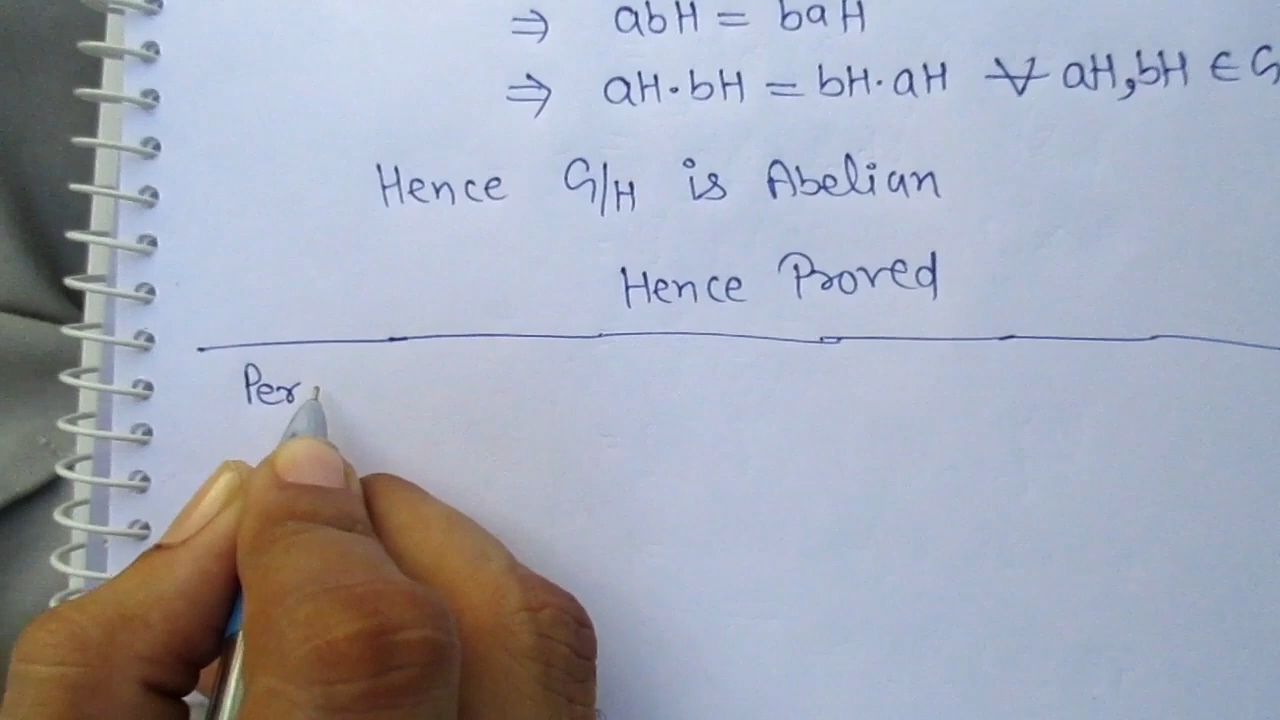 ⇒ abH = baH
⇒ aH·bH = bH·aH ∀ aH,bH ∈ G
Hence G/H is Abelian
Hence Proved
Per